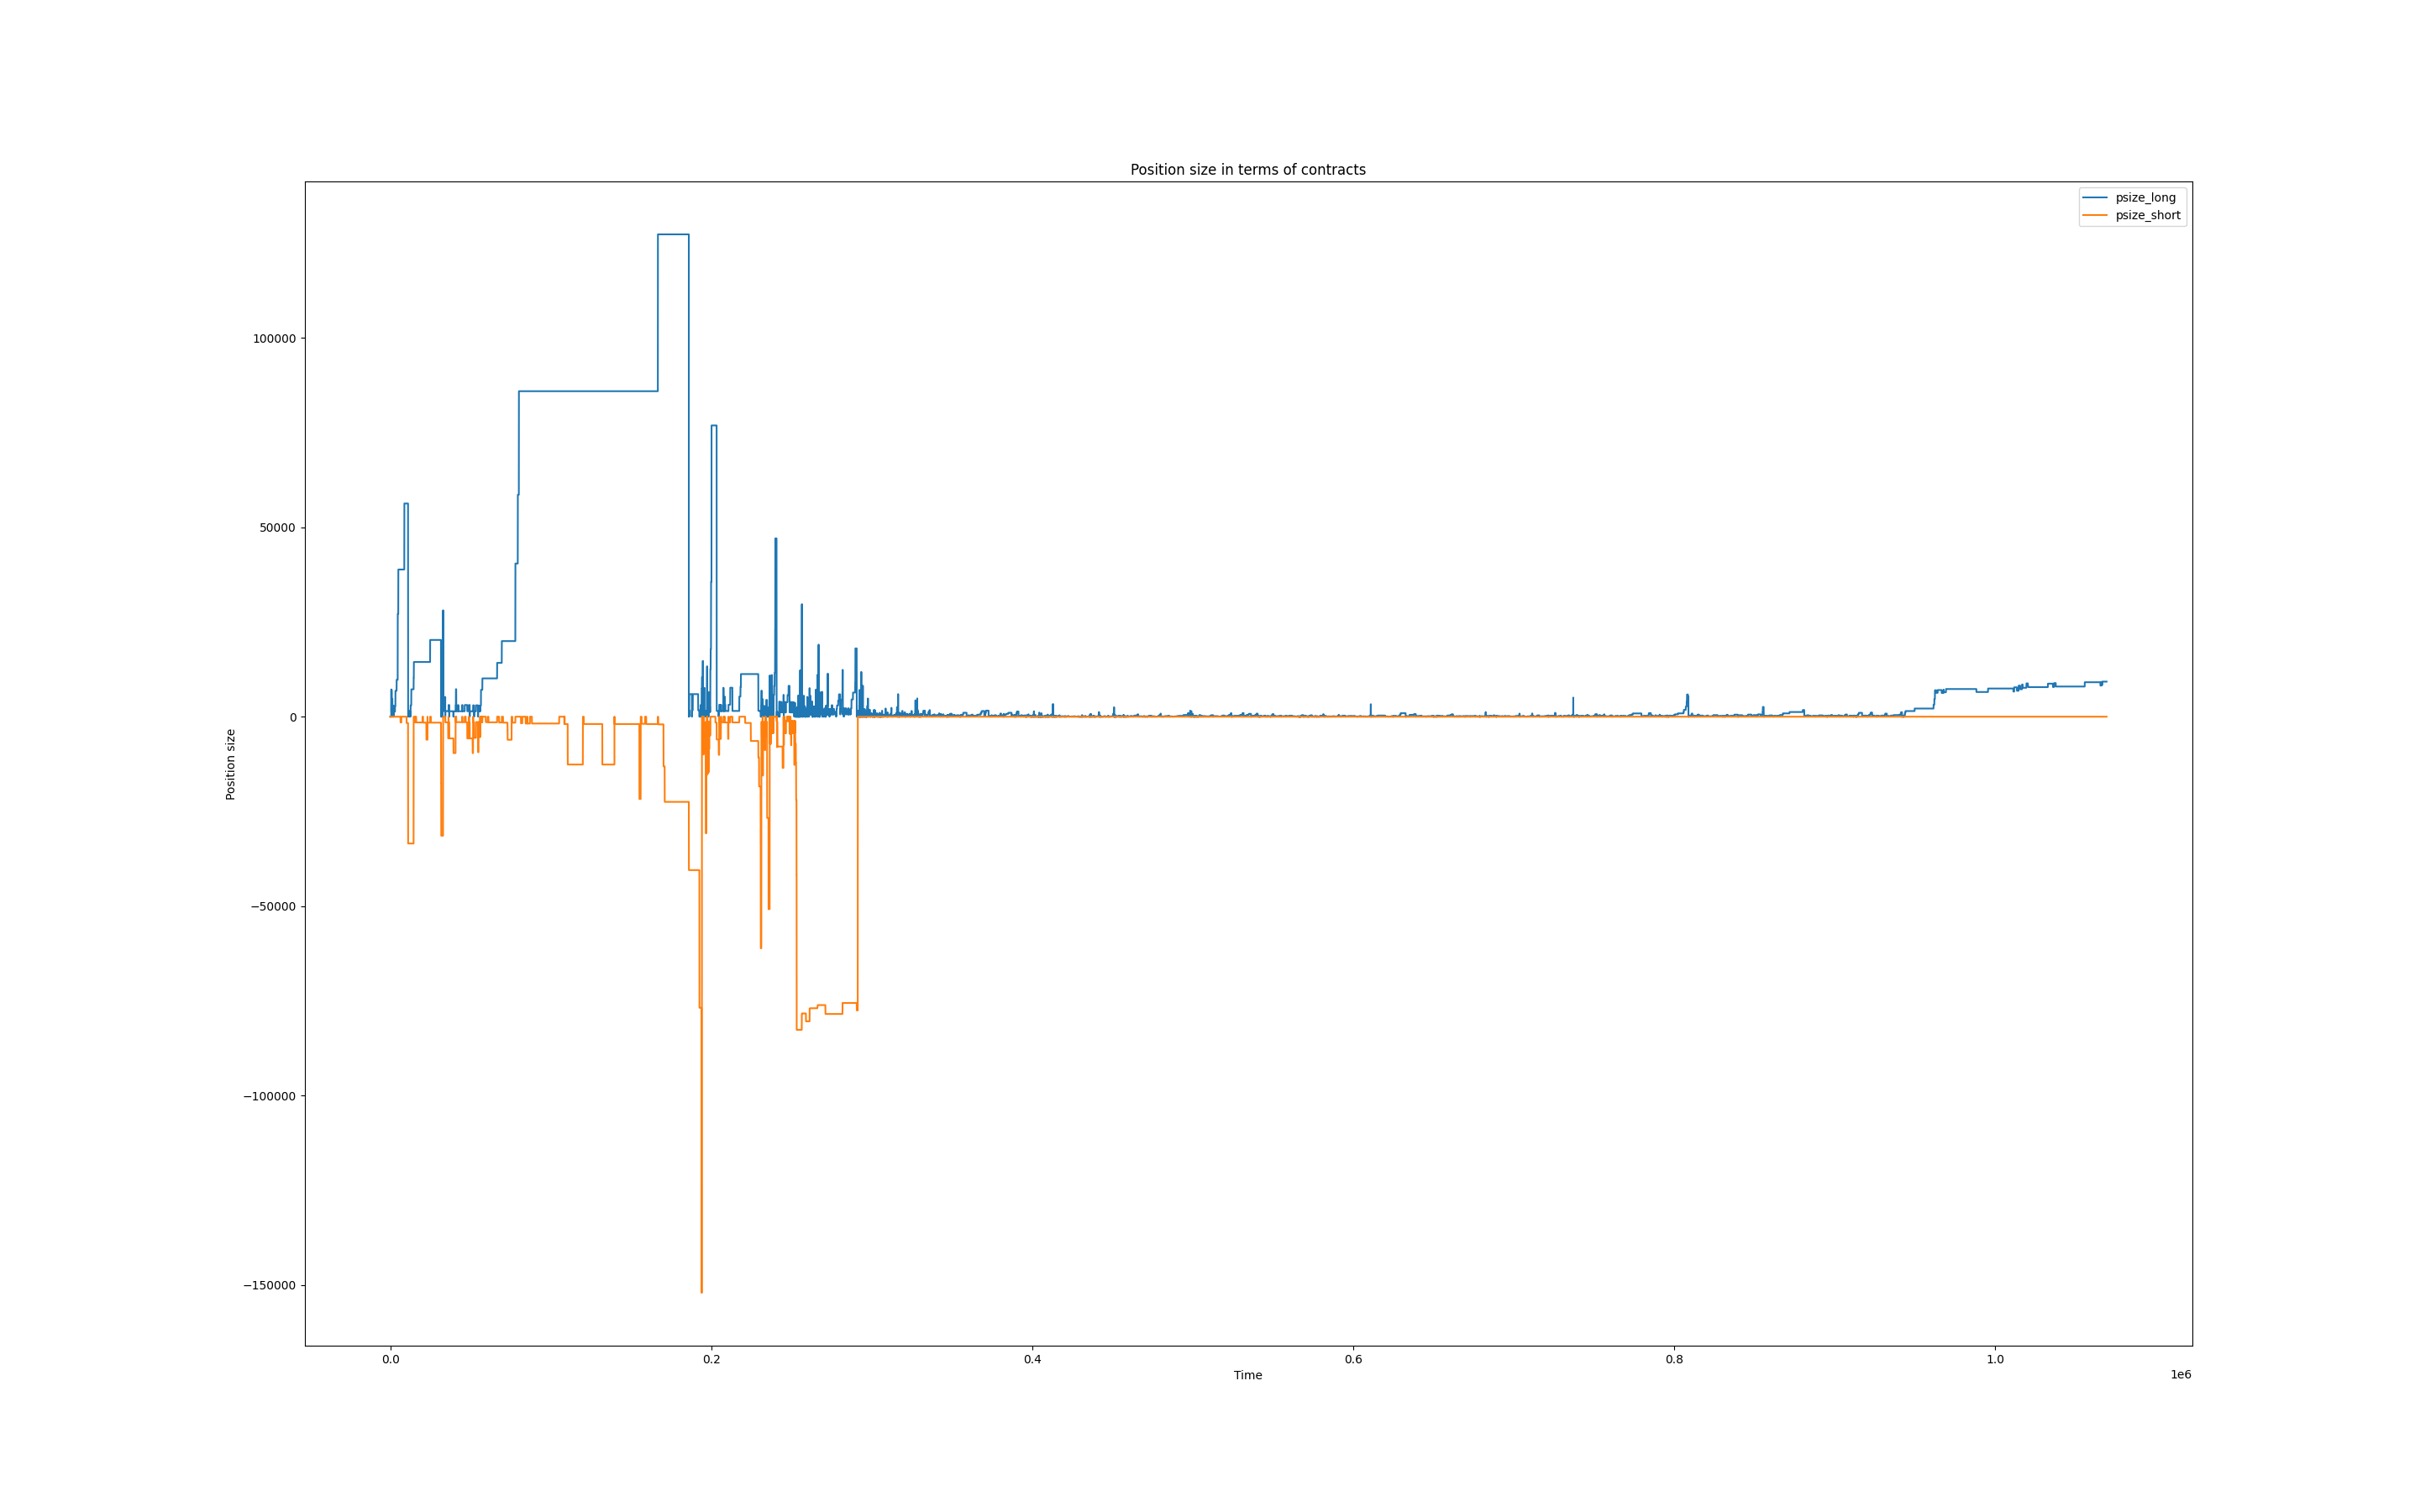 Position size in terms of contracts
psize_long
psize_short
100000
50000
0
−50000
−100000
−150000
Position size
0.0
0.2
0.4
0.6
0.8
1.0
Time
1e6